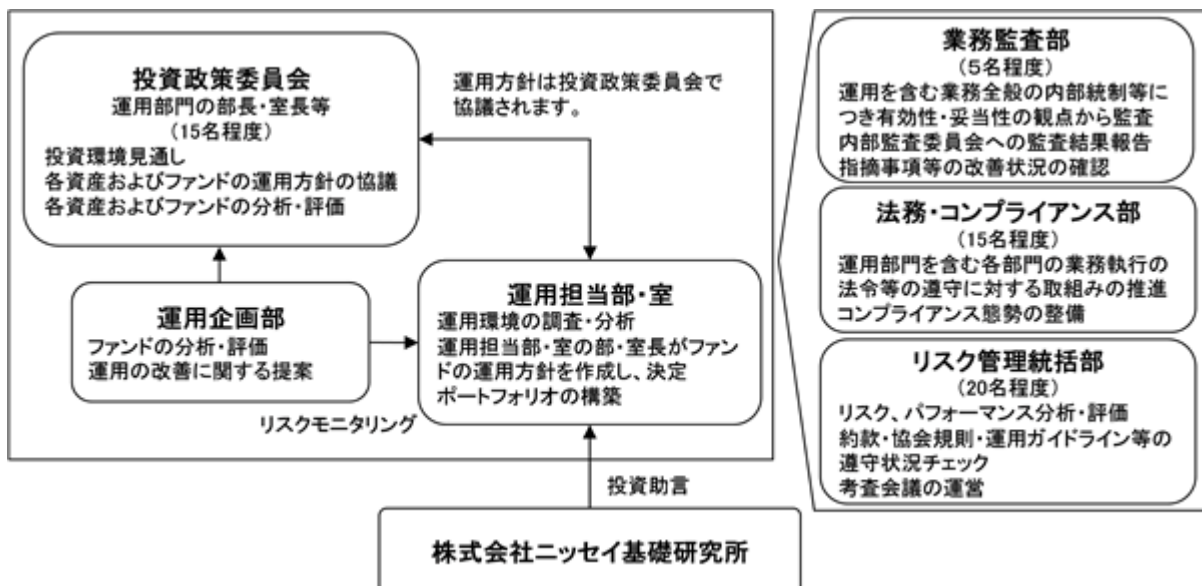 投資政策委員会
運用部門の部長・室長等
(15名程度)
投資環境見通し
各資産およびファンドの運用方針の協議
各資産およびファンドの分析・評価
運用方針は投資政策委員会で
協議されます。
運用企画部
ファンドの分析・評価
運用の改善に関する提案
リスクモニタリング
運用担当部・室
運用環境の調査・分析
運用担当部・室の部・室長がファン
ドの運用方針を作成し、決定
ポートフォリオの構築
投資助言
株式会社ニッセイ基礎研究所
業務監査部
(5名程度)
運用を含む業務全般の内部統制等に
つき有効性・妥当性の観点から監査
内部監査委員会への監査結果報告
指摘事項等の改善状況の確認
法務・コンプライアンス部
(15名程度)
運用部門を含む各部門の業務執行の
法令等の遵守に対する取組みの推進
コンプライアンス態勢の整備
リスク管理統括部
(20名程度)
リスク、パフォーマンス分析・評価
約款・協会規則・運用ガイドライン等の
遵守状況チェック
考査会議の運営